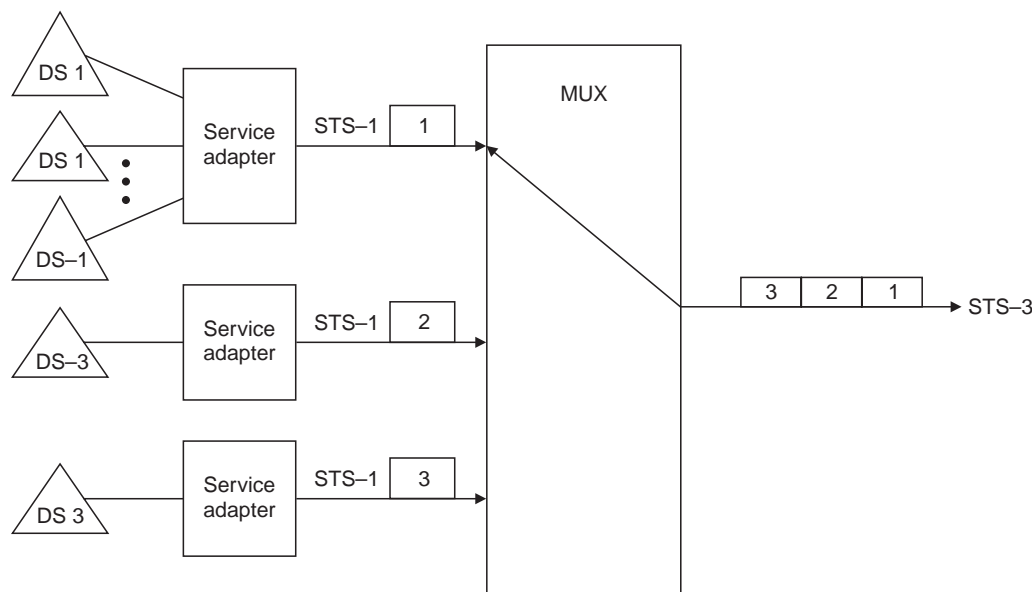 DS 1
DS 1
DS–1
Service
adapter
STS–1
1
MUX
DS–3
Service
adapter
STS–1
2
3 2 1
STS–3
DS 3
Service
adapter
STS–1
3